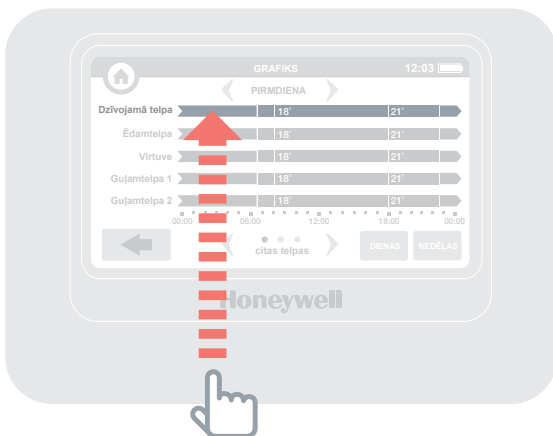 GRAFIKS 12:03
PIRMDIENA
Dzīvojamā telpa 18° 21°
Ēdamtelpa 18° 21°
Virtuve 18° 21°
Guļamtelpa 1 18° 21°
Guļamtelpa 2 18° 21°
00:00 06:00 12:00 18:00 00:00
citas telpas DIENAS NEDĒĻAS
Honeywell